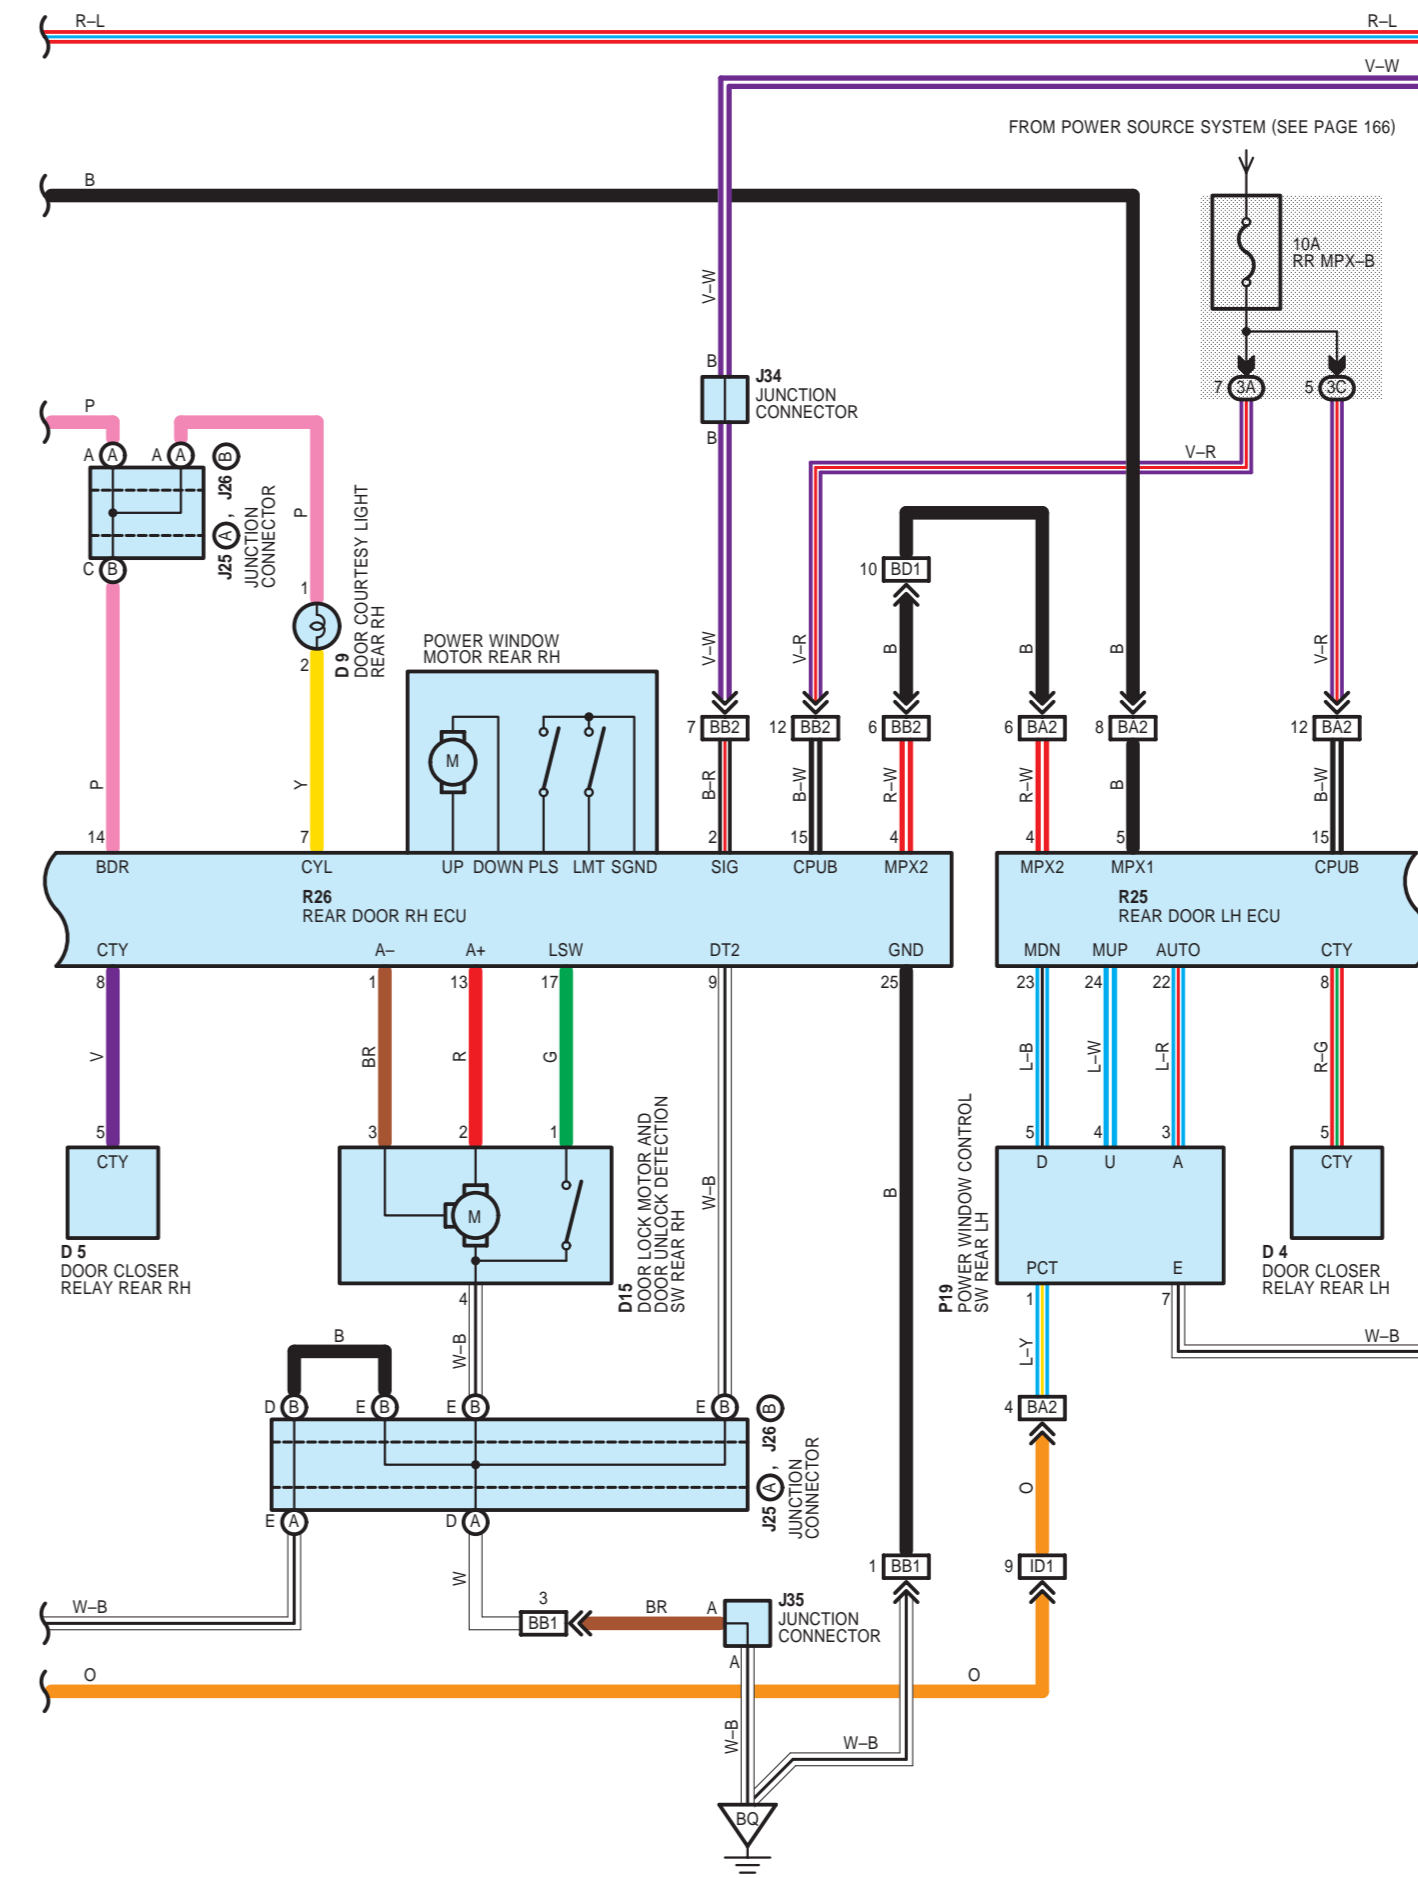 R–L
R–L
V–W
FROM POWER SOURCE SYSTEM (SEE PAGE 166)
B
10A
RR MPX–B
V–W
B
J34
JUNCTION
CONNECTOR
B
7 3A
5 3C
P
A A
A A
J25 A , J26 B
JUNCTION
CONNECTOR
C B
P
1
2
D 9
DOOR COURTESY LIGHT
REAR RH
V–R
10 BD1
POWER WINDOW
MOTOR REAR RH
M
V–W
V–R
B
B
B
V–R
7 BB2
12 BB2
6 BB2
6 BA2
8 BA2
12 BA2
P
Y
B–R
B–W
R–W
R–W
B
B–W
14
7
2
15
4
4
5
15
BDR
CYL
UP
DOWN
PLS
LMT
SGND
SIG
CPUB
MPX2
MPX2
MPX1
CPUB
R26
REAR DOOR RH ECU
R25
REAR DOOR LH ECU
CTY
A–
A+
LSW
DT2
GND
MDN
MUP
AUTO
CTY
8
1
13
17
9
25
23
24
22
8
V
BR
R
G
W–B
B
L–B
L–W
L–R
R–G
5
3
2
1
5
4
3
5
CTY
M
D
U
A
CTY
D 5
DOOR CLOSER
RELAY REAR RH
D15
DOOR LOCK MOTOR AND
DOOR UNLOCK DETECTION
SW REAR RH
P19
POWER WINDOW CONTROL
SW REAR LH
PCT
E
D 4
DOOR CLOSER
RELAY REAR LH
4
1
7
B
W–B
L–Y
W–B
D B
E B
E B
E B
4 BA2
J25 A , J26 B
JUNCTION
CONNECTOR
O
E A
D A
W
1 BB1
9 ID1
W–B
3
BB1
BR
A
J35
JUNCTION
CONNECTOR
A
O
O
W–B
W–B
BQ